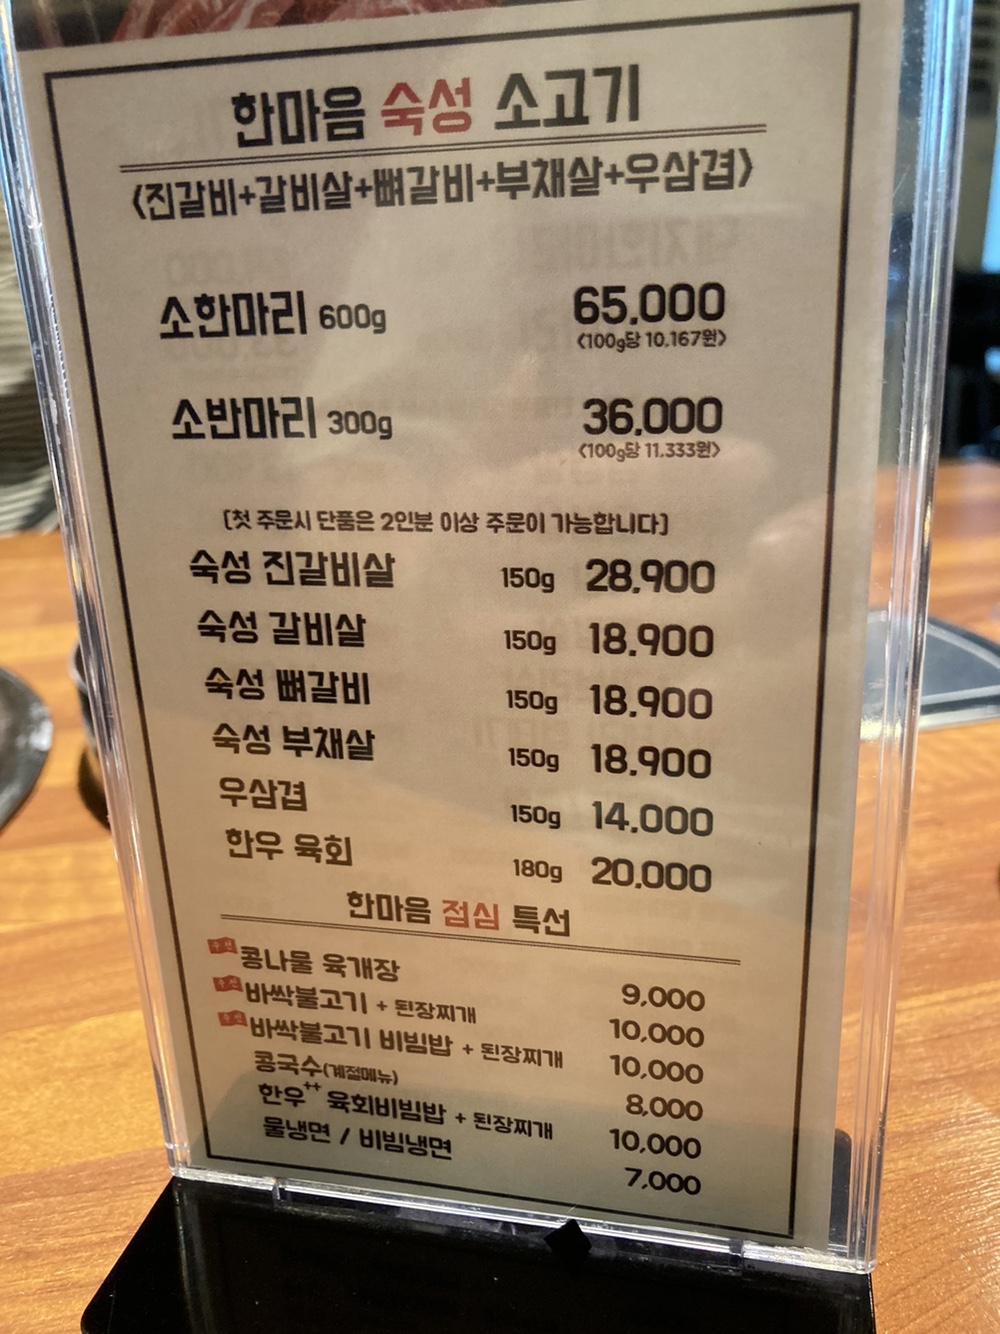 한마음 숙성 소고기
<진갈비+갈비살+뼈갈비+부채살+우삼겹>
소한마리 600g 65,000
<100g당 10,167원>
소반마리 300g 36,000
<100g당 11,333원>
[첫 주문시 단품은 2인분 이상 주문이 가능합니다]
숙성 진갈비살 150g 28,900
숙성 갈비살 150g 18,900
숙성 뼈갈비 150g 18,900
숙성 부채살 150g 18,900
우삼겹 150g 14,000
한우 육회 180g 20,000
한마음 점심 특선
추천 콩나물 육개장 9,000
추천 바싹불고기 + 된장찌개 10,000
추천 바싹불고기 비빔밥 + 된장찌개 10,000
콩국수(계절메뉴) 8,000
한우++ 육회비빔밥 + 된장찌개 10,000
물냉면 / 비빔냉면 7,000